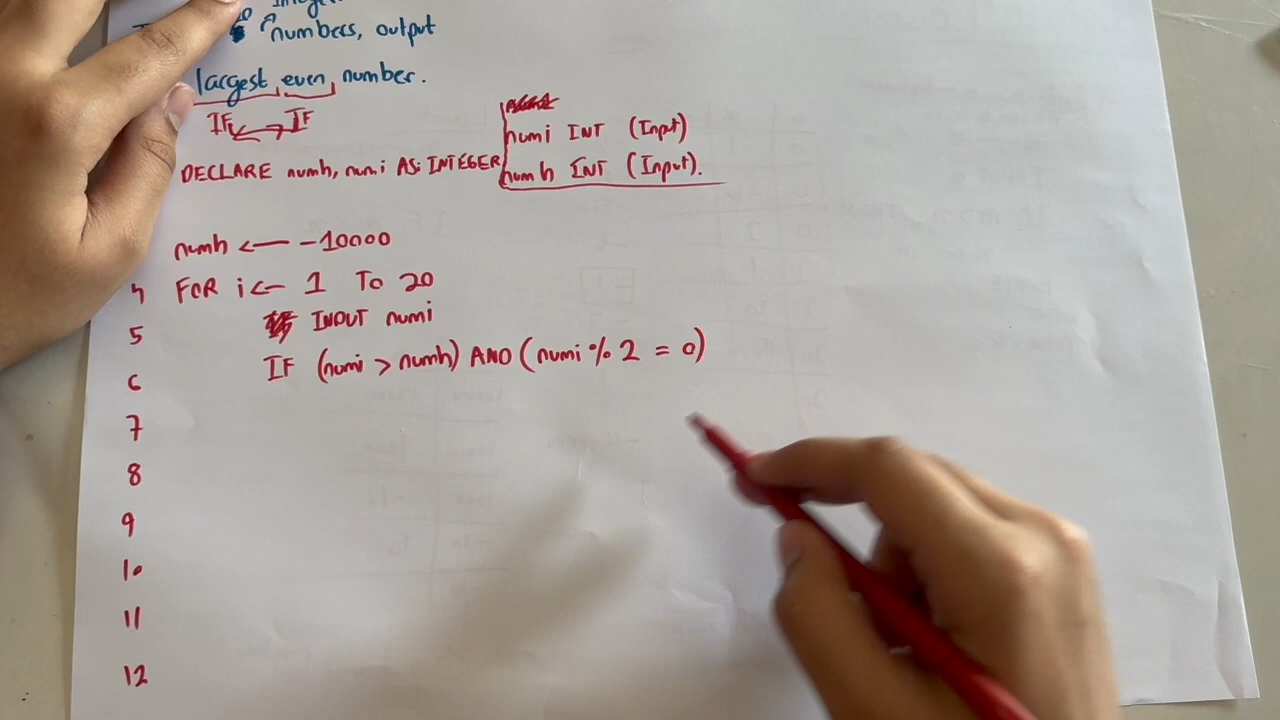 numbers, output
largest even number.
IF IF
numi INT (Input)
numh INT (Input).
DECLARE numh, numi AS: INTEGER
numh ← -10000
4 FOR i ← 1 To 20
5 INPUT numi
6 IF (numi > numh) AND (numi % 2 = 0)
7
8
9
10
11
12